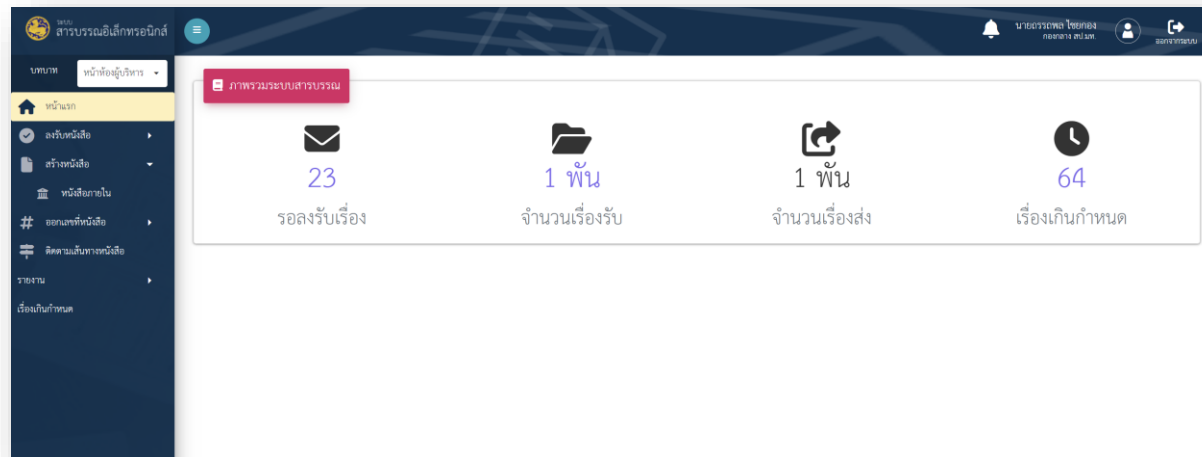 ระบบ
สารบรรณอิเล็กทรอนิกส์
นายอรรถพล ไชยทอง
กองกลาง สป.มท.
ออกจากระบบ
บทบาท
หน้าห้องผู้บริหาร
ภาพรวมระบบสารบรรณ
หน้าแรก
ลงรับหนังสือ
สร้างหนังสือ
หนังสือภายใน
ออกเลขที่หนังสือ
ติดตามเส้นทางหนังสือ
รายงาน
เรื่องเกินกำหนด
23
1 พัน
1 พัน
64
รอลงรับเรื่อง
จำนวนเรื่องรับ
จำนวนเรื่องส่ง
เรื่องเกินกำหนด